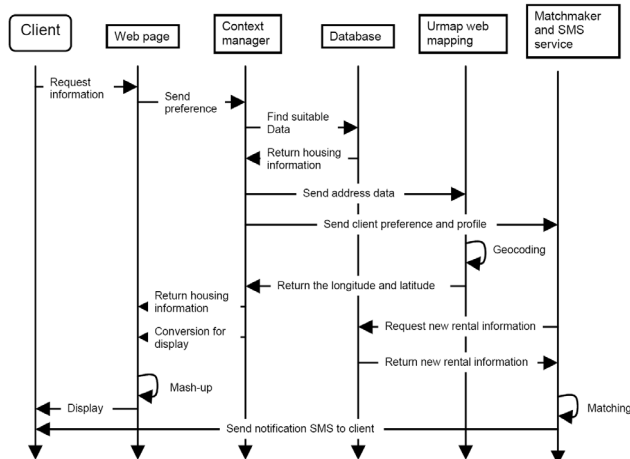 Client
Web page
Context
manager
Database
Urmap web
mapping
Matchmaker
and SMS
service
Request
information
Send
preference
Find suitable
Data
Return housing
information
Send address data
Send client preference and profile
Geocoding
Return the longitude and latitude
Return housing
information
Request new rental information
Conversion for
display
Return new rental information
Mash-up
Display
Matching
Send notification SMS to client